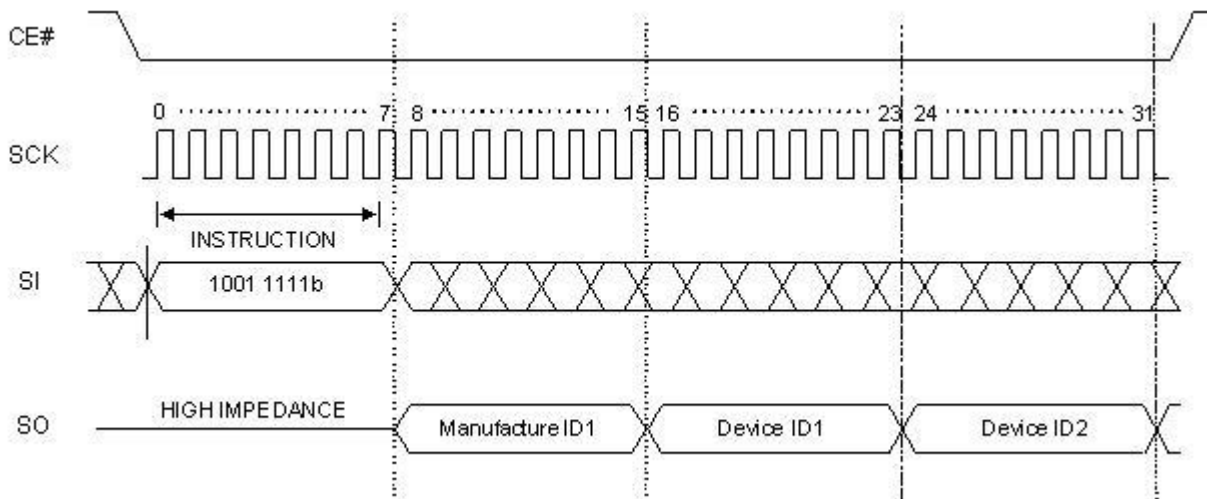 CE#
0 7 8 15 16 23 24 31
SCK
INSTRUCTION
SI 1001 1111b
HIGH IMPEDANCE
SO Manufacture ID1 Device ID1 Device ID2